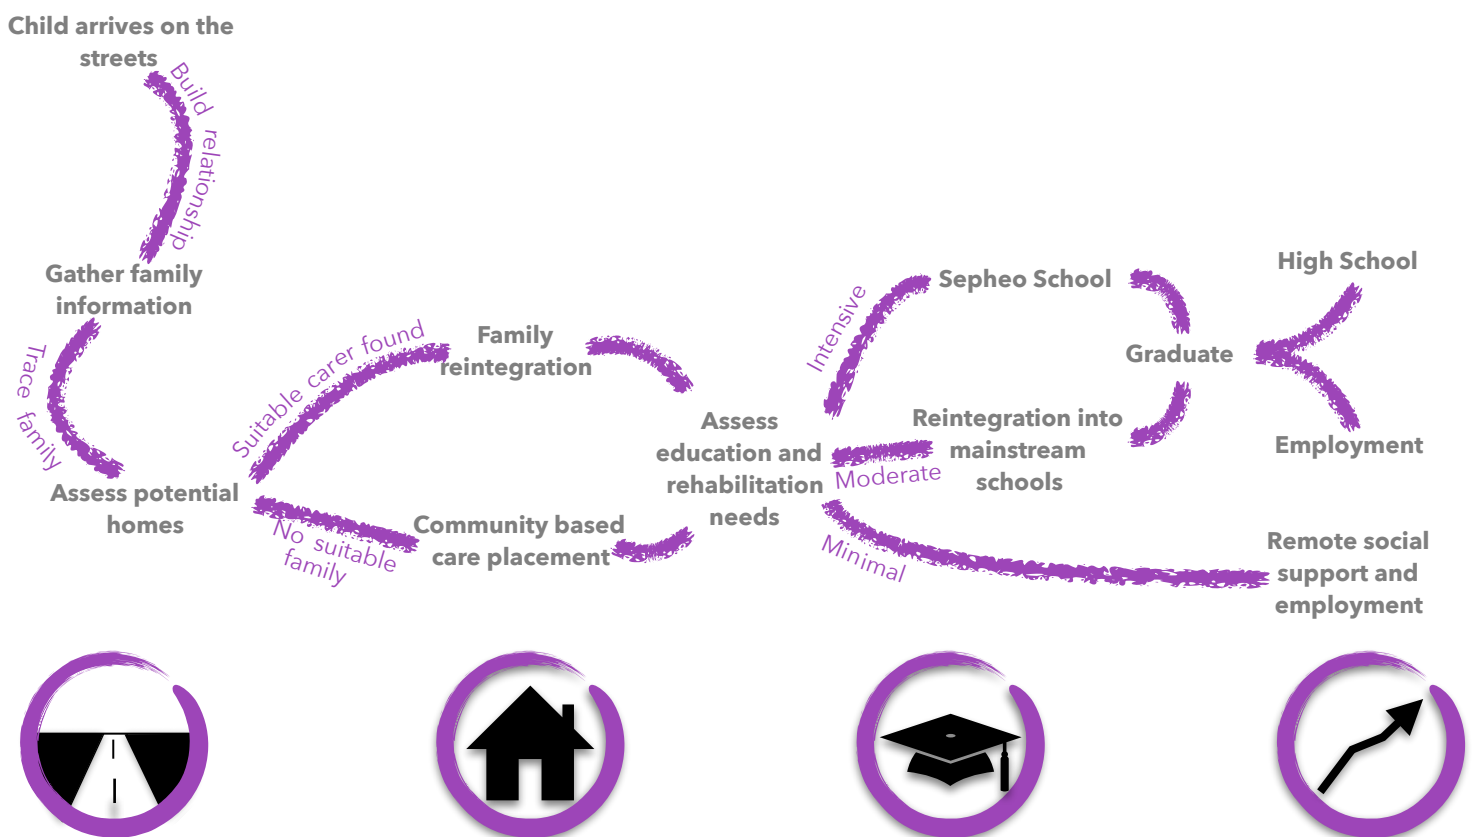 Child arrives on the
streets
Build relationship
Gather family
information
Trace family
Assess potential
homes
Suitable carer found
No suitable
family
Family
reintegration
Community based
care placement
Assess
education and
rehabilitation
needs
Intensive
Moderate
Minimal
Sepheo School
Reintegration into
mainstream
schools
Graduate
High School
Employment
Remote social
support and
employment